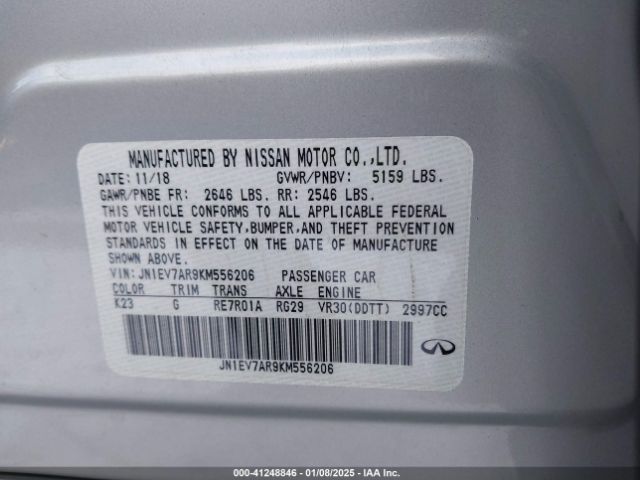 MANUFACTURED BY NISSAN MOTOR CO.,LTD.
DATE: 11/18 GVWR/PNBV: 5159 LBS.
GAWR/PNBE FR: 2646 LBS. RR: 2546 LBS.
THIS VEHICLE CONFORMS TO ALL APPLICABLE FEDERAL
MOTOR VEHICLE SAFETY,BUMPER,AND THEFT PREVENTION
STANDARDS IN EFFECT ON THE DATE OF MANUFACTURE
SHOWN ABOVE.
VIN: JN1EV7AR9KM556206 PASSENGER CAR
COLOR TRIM TRANS AXLE ENGINE
K23 G RE7R01A RG29 VR30(DDTT) 2997CC
JN1EV7AR9KM556206
000-41248846 - 01/08/2025 - IAA